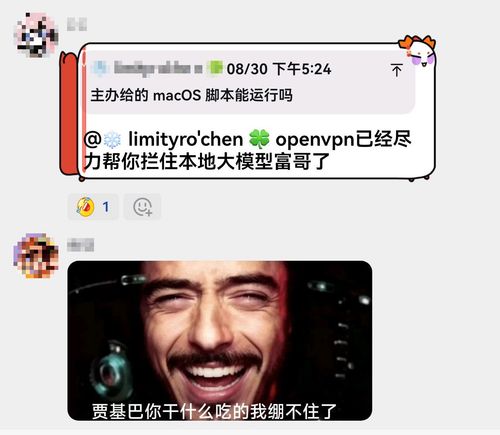 08/30 下午5:24
主办给的 macOS 脚本能运行吗
@❄️ limityro'chen 🍀 openvpn已经尽
力帮你拦住本地大模型富哥了
1
贾基巴你干什么吃的我绷不住了